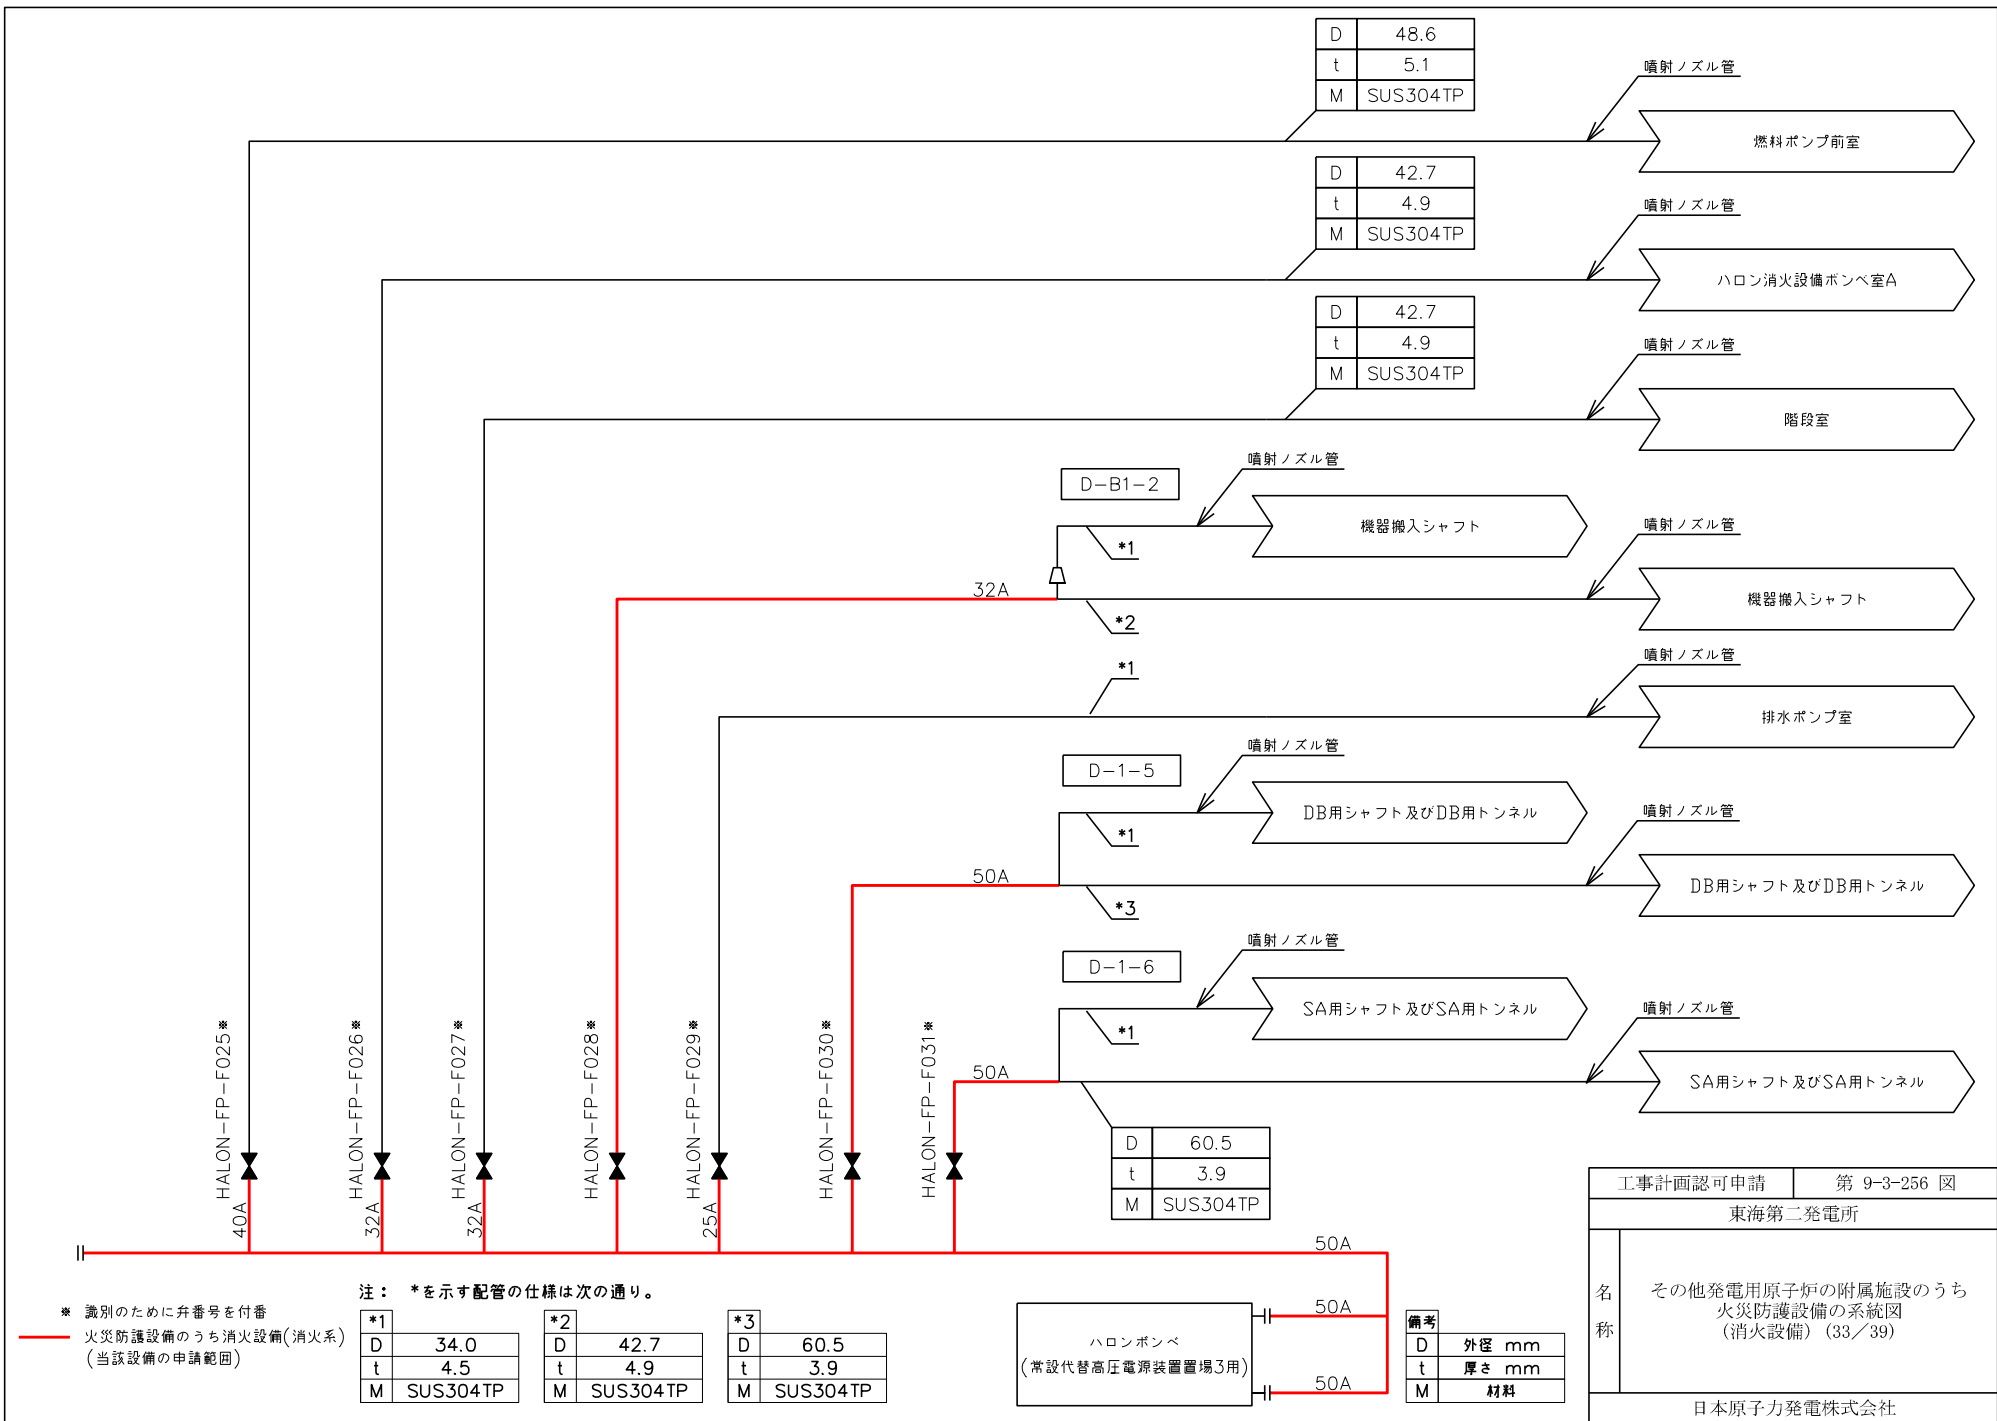 D 48.6
t 5.1
M SUS304TP
噴射ノズル管
燃料ポンプ前室
D 42.7
t 4.9
M SUS304TP
噴射ノズル管
ハロン消火設備ボンベ室A
D 42.7
t 4.9
M SUS304TP
噴射ノズル管
階段室
D-B1-2
噴射ノズル管
機器搬入シャフト
*1
32A
噴射ノズル管
機器搬入シャフト
*2
*1
噴射ノズル管
排水ポンプ室
D-1-5
噴射ノズル管
DB用シャフト及びDB用トンネル
*1
50A
噴射ノズル管
DB用シャフト及びDB用トンネル
*3
D-1-6
噴射ノズル管
SA用シャフト及びSA用トンネル
*1
50A
噴射ノズル管
SA用シャフト及びSA用トンネル
D 60.5
t 3.9
M SUS304TP
HALON-FP-F025※
HALON-FP-F026※
HALON-FP-F027※
HALON-FP-F028※
HALON-FP-F029※
HALON-FP-F030※
HALON-FP-F031※
40A
32A
32A
25A
50A
50A
50A
ハロンボンベ
(常設代替高圧電源装置置場3用)
※ 識別のために弁番号を付番
火災防護設備のうち消火設備(消火系)
(当該設備の申請範囲)
注： *を示す配管の仕様は次の通り。
*1
D 34.0
t 4.5
M SUS304TP
*2
D 42.7
t 4.9
M SUS304TP
*3
D 60.5
t 3.9
M SUS304TP
備考
D 外径 mm
t 厚さ mm
M 材料
工事計画認可申請 第 9-3-256 図
東海第二発電所
名称
その他発電用原子炉の附属施設のうち
火災防護設備の系統図
(消火設備) (33／39)
日本原子力発電株式会社